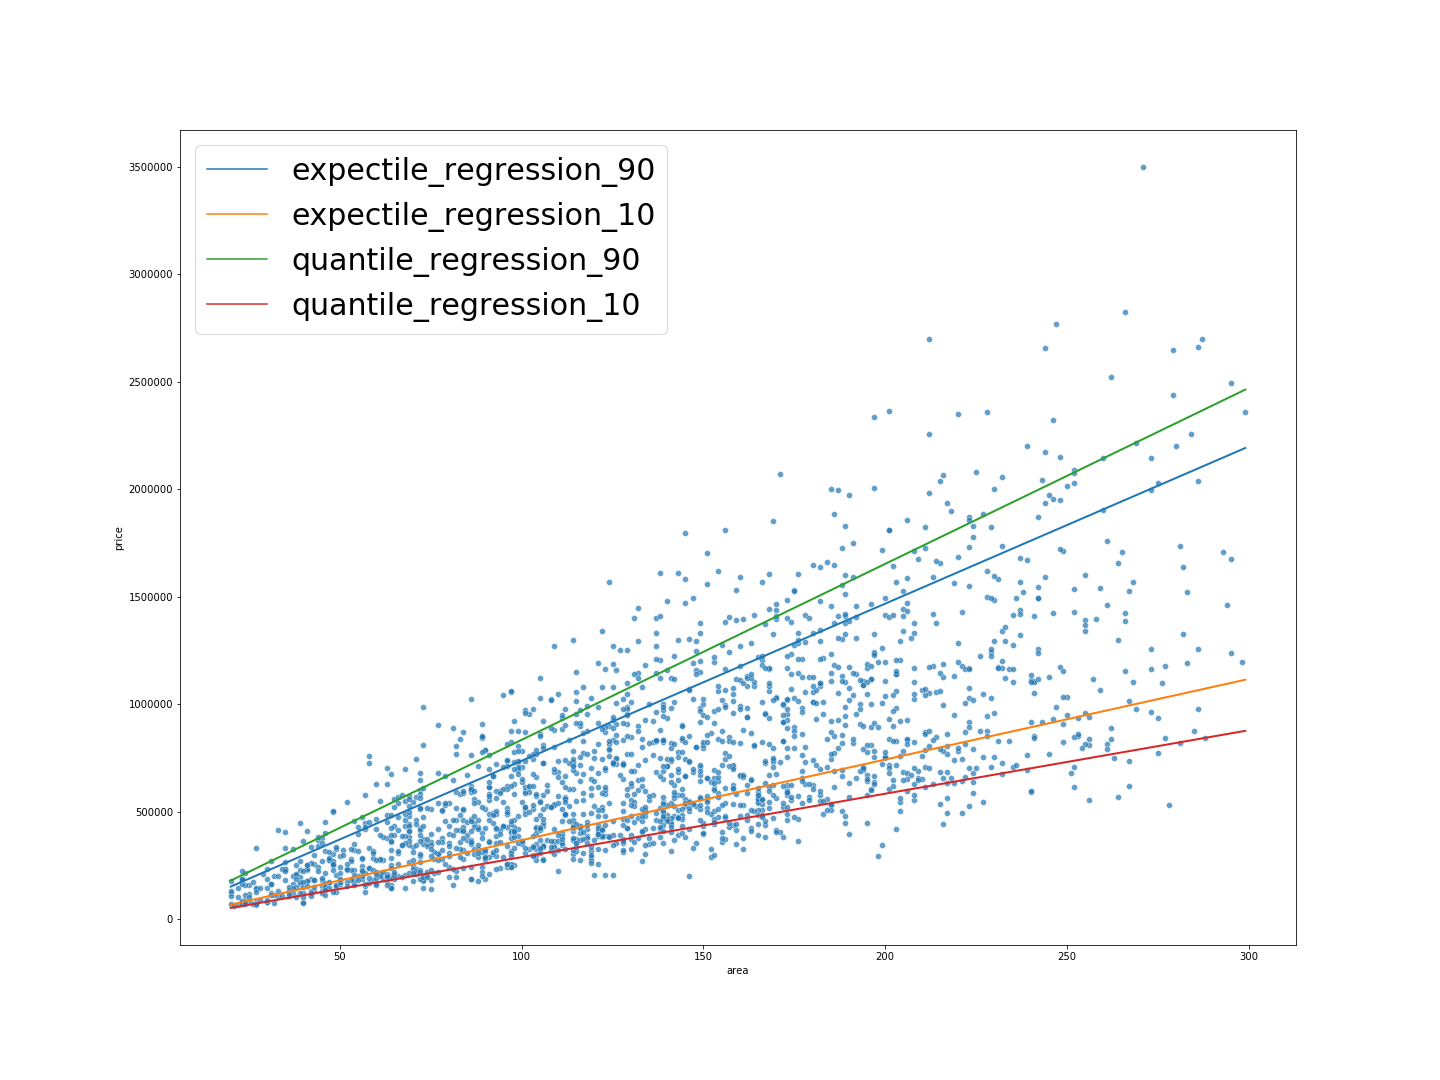 expectile_regression_90
expectile_regression_10
quantile_regression_90
quantile_regression_10
3500000
3000000
2500000
2000000
1500000
1000000
500000
0
price
50 100 150 200 250 300
area